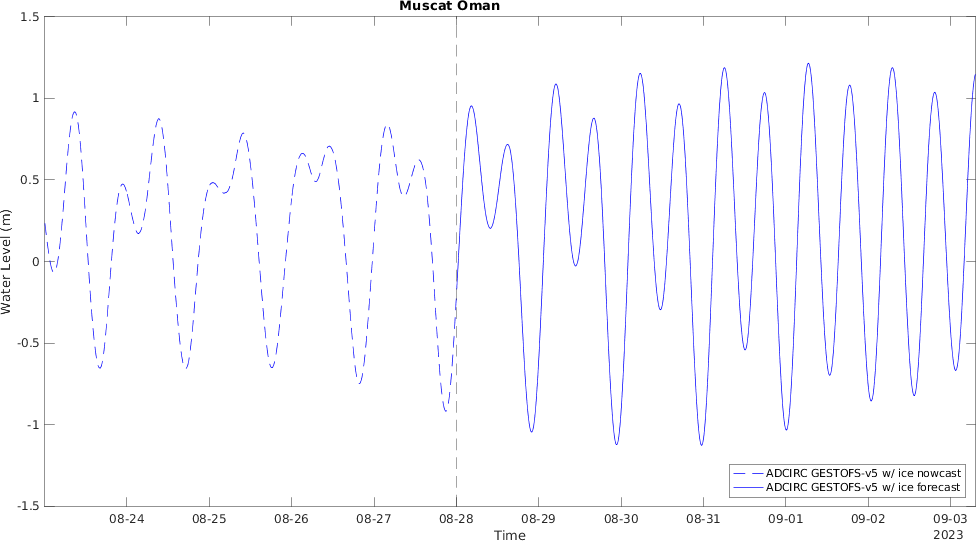 Muscat Oman
1.5
1
0.5
0
-0.5
-1
-1.5
Water Level (m)
08-24 08-25 08-26 08-27 08-28 08-29 08-30 08-31 09-01 09-02 09-03
2023
Time
ADCIRC GESTOFS-v5 w/ ice nowcast
ADCIRC GESTOFS-v5 w/ ice forecast